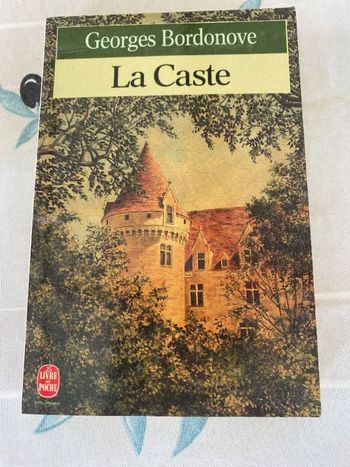 Georges Bordonove
La Caste
Le
LIVRE
de
POCHE